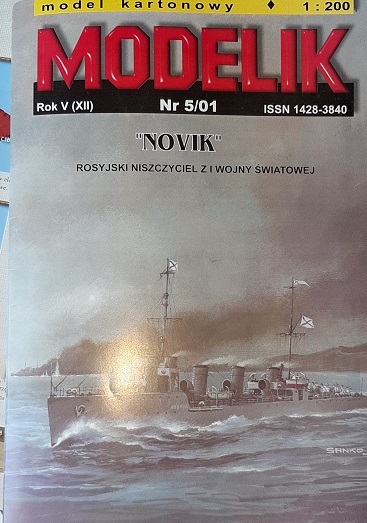 model kartonowy ♦ 1:200
MODELIK
Rok V (XII) Nr 5/01 ISSN 1428-3840
"NOVIK"
ROSYJSKI NISZCZYCIEL Z I WOJNY ŚWIATOWEJ
SANKO